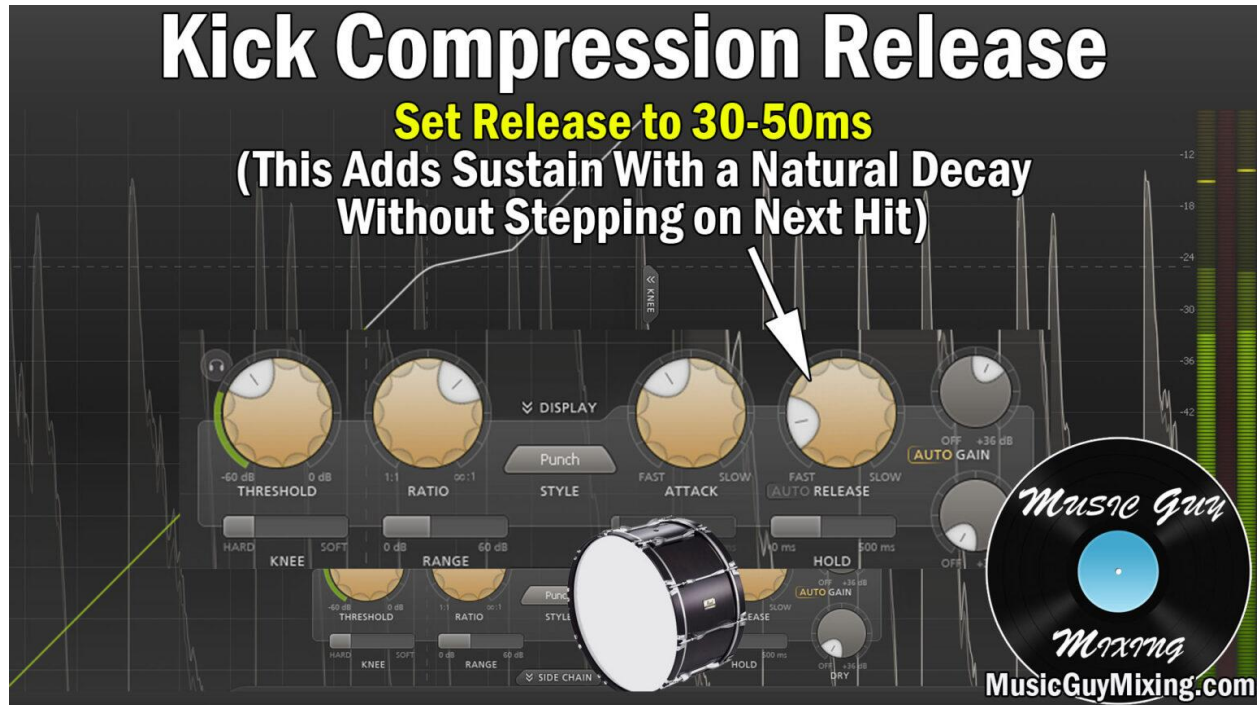 Kick Compression Release
Set Release to 30-50ms
(This Adds Sustain With a Natural Decay
Without Stepping on Next Hit)
-12
-18
-24
-30
-36
-42
KNEE
DISPLAY
Punch
-60 dB 0 dB
THRESHOLD
1:1 ∞:1
RATIO
STYLE
FAST SLOW
ATTACK
FAST SLOW
AUTO RELEASE
OFF +36 dB
AUTO GAIN
HARD SOFT
KNEE
0 dB 60 dB
RANGE
500 ms
HOLD
OFF
-60 dB 0 dB
THRESHOLD
1:1 ∞:1
RATIO
SLOW
OFF +36 dB
AUTO GAIN
HARD SOFT
KNEE
0 dB 60 dB
RANGE
500 ms
HOLD
OFF +36 dB
DRY
SIDE CHAIN
Music Guy
Mixing
MusicGuyMixing.com